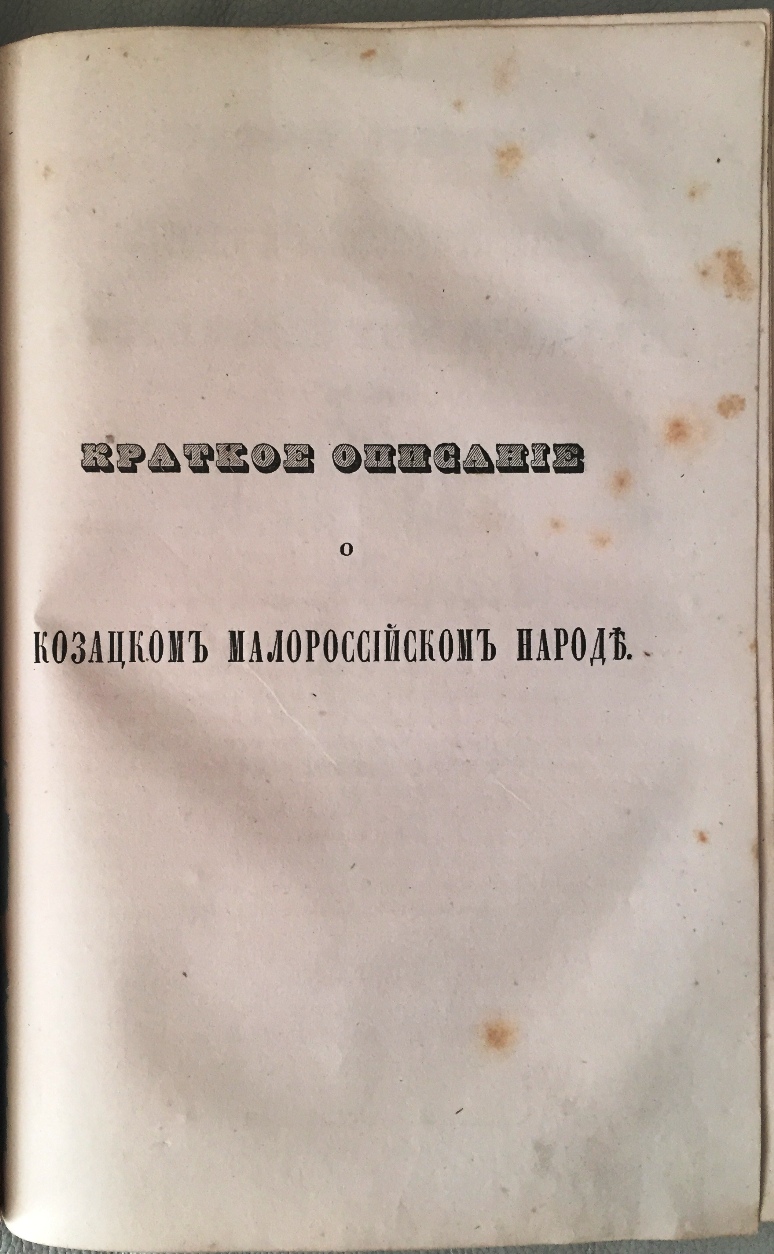 КРАТКОЕ ОПИСАНІЕ
О
КОЗАЦКОМЪ МАЛОРОССІЙСКОМЪ НАРОДѢ.